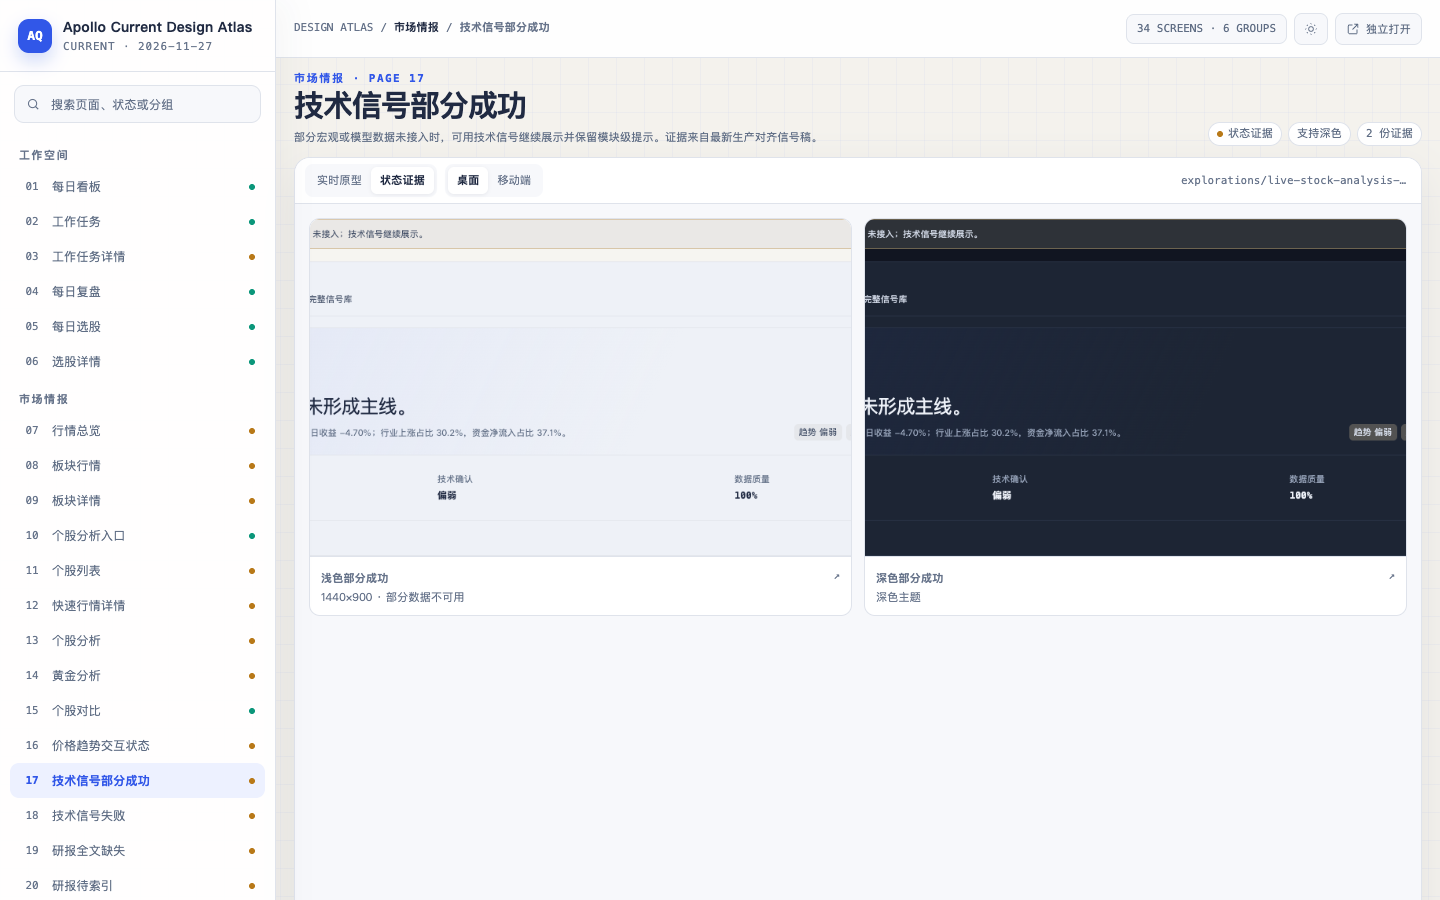 AQ
Apollo Current Design Atlas
CURRENT · 2026-11-27
搜索页面、状态或分组
工作空间
01 每日看板
02 工作任务
03 工作任务详情
04 每日复盘
05 每日选股
06 选股详情
市场情报
07 行情总览
08 板块行情
09 板块详情
10 个股分析入口
11 个股列表
12 快速行情详情
13 个股分析
14 黄金分析
15 个股对比
16 价格趋势交互状态
17 技术信号部分成功
18 技术信号失败
19 研报全文缺失
20 研报待索引
DESIGN ATLAS / 市场情报 / 技术信号部分成功
34 SCREENS · 6 GROUPS
独立打开
市场情报 · PAGE 17
技术信号部分成功
部分宏观或模型数据未接入时，可用技术信号继续展示并保留模块级提示。证据来自最新生产对齐信号稿。
状态证据 支持深色 2 份证据
实时原型 状态证据 桌面 移动端
explorations/live-stock-analysis-…
未接入；技术信号继续展示。
完整信号库
未形成主线。
日收益 -4.70%；行业上涨占比 30.2%，资金净流入占比 37.1%。
趋势 偏弱
技术确认 数据质量
偏弱 100%
浅色部分成功 ↗
1440×900 · 部分数据不可用
未接入；技术信号继续展示。
完整信号库
未形成主线。
日收益 -4.70%；行业上涨占比 30.2%，资金净流入占比 37.1%。
趋势 偏弱
技术确认 数据质量
偏弱 100%
深色部分成功 ↗
深色主题